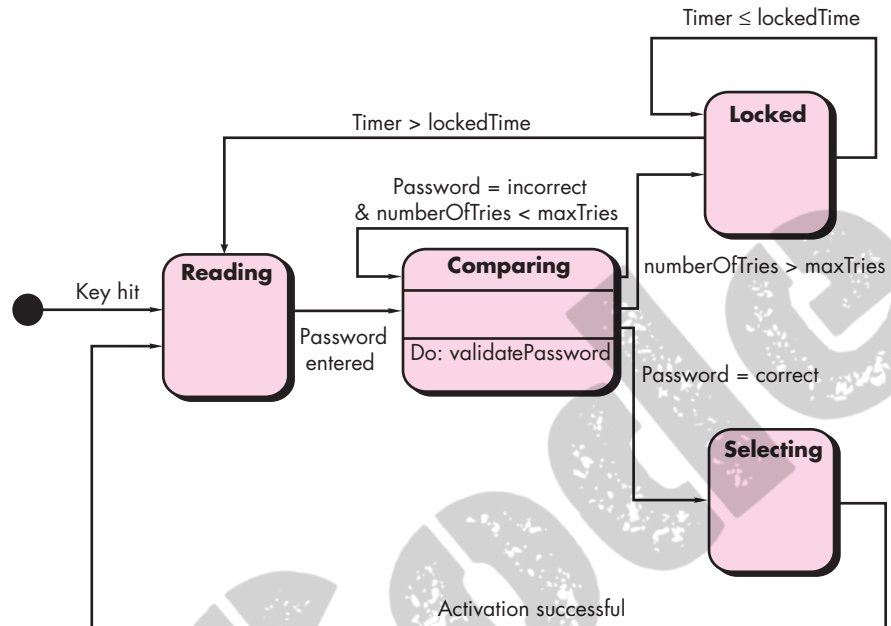 Timer ≤ lockedTime
Locked
Timer > lockedTime
Password = incorrect
& numberOfTries < maxTries
Comparing
numberOfTries > maxTries
Reading
Key hit
Password
entered
Do: validatePassword
Password = correct
Selecting
Activation successful